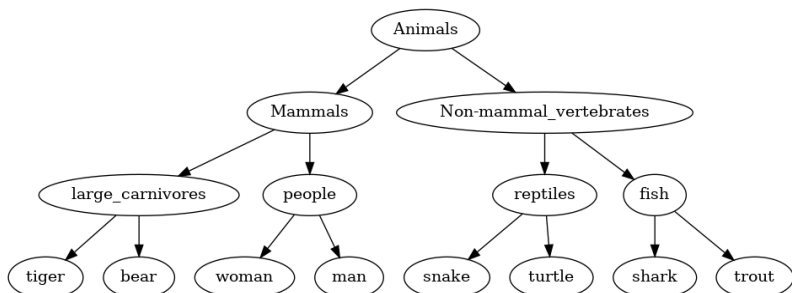 Animals
Mammals
Non-mammal_vertebrates
large_carnivores
people
reptiles
fish
tiger
bear
woman
man
snake
turtle
shark
trout